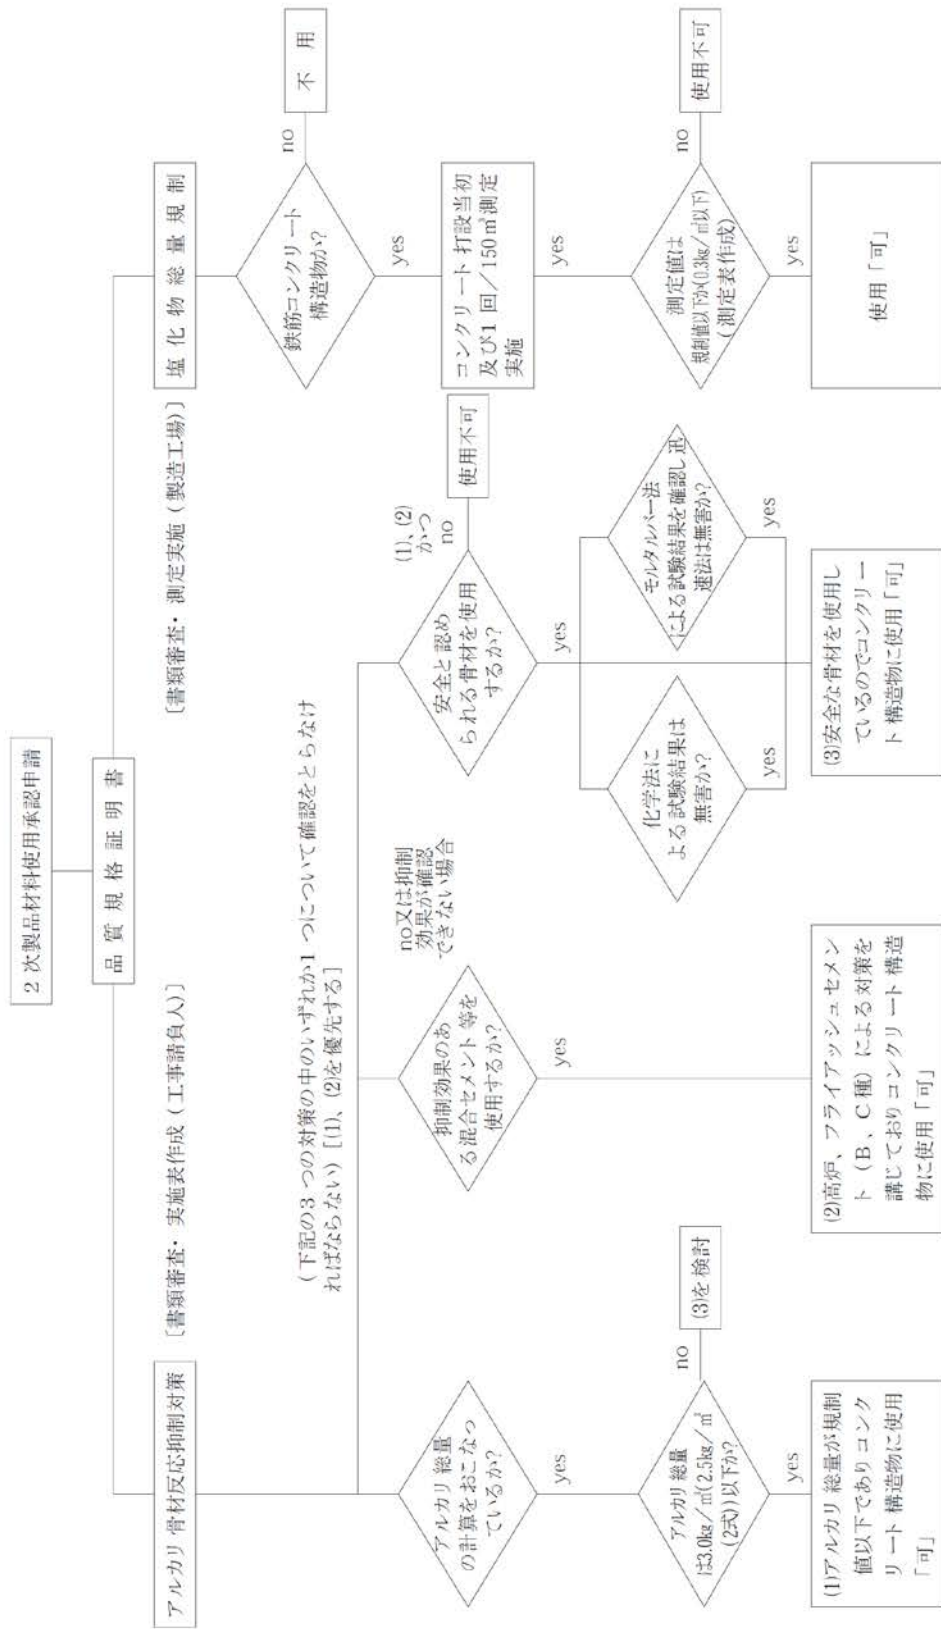 2 次製品材料使用承認申請
品 質 規 格 証 明 書
アルカリ 骨材反応抑制対策
［書類審査・ 実施表作成（ 工事請負人）］
(下記の3 つの対策の中のいずれか1 つについて確認をとらなけ
ればならない) [(1)、(2)を優先する]
アルカリ 総量
の計算をおこなっ
ているか?
yes
アルカリ 総量
は3.0kg／㎥(2.5kg／㎥
(2式)) 以下か?
no
(3)を 検討
yes
(1)アルカリ 総量が規制
値以下であり コンク
リ ート 構造物に使用
「 可」
抑制効果のあ
る混合セメント 等を
使用するか?
no又は抑制
効果が確認
できない場合
yes
(2)高炉、フライアッシュセメン
ト（ B 、C 種） による対策を
講じており コンクリ ート 構造
物に使用「 可」
安全と 認め
られる骨材を使用
するか?
(1)、(2)
かつ
no
使用不可
yes
化学法に
よる 試験結果は
無害か?
yes
モルタルバー法
による試験結果を確認し 迅
速法は無害か?
yes
(3)安全な骨材を使用し
ているのでコンクリ ー
ト 構造物に使用「 可」
塩 化 物 総 量 規 制
［書類審査・ 測定実施（ 製造工場）］
鉄筋コンクリ ート
構造物か?
no
不 用
yes
コンクリ ート 打設当初
及び1 回／150㎥測定
実施
yes
測定値は
規制値以下か(0.3kg／㎥以下)
( 測定表作成)
no
使用不可
yes
使用「 可」